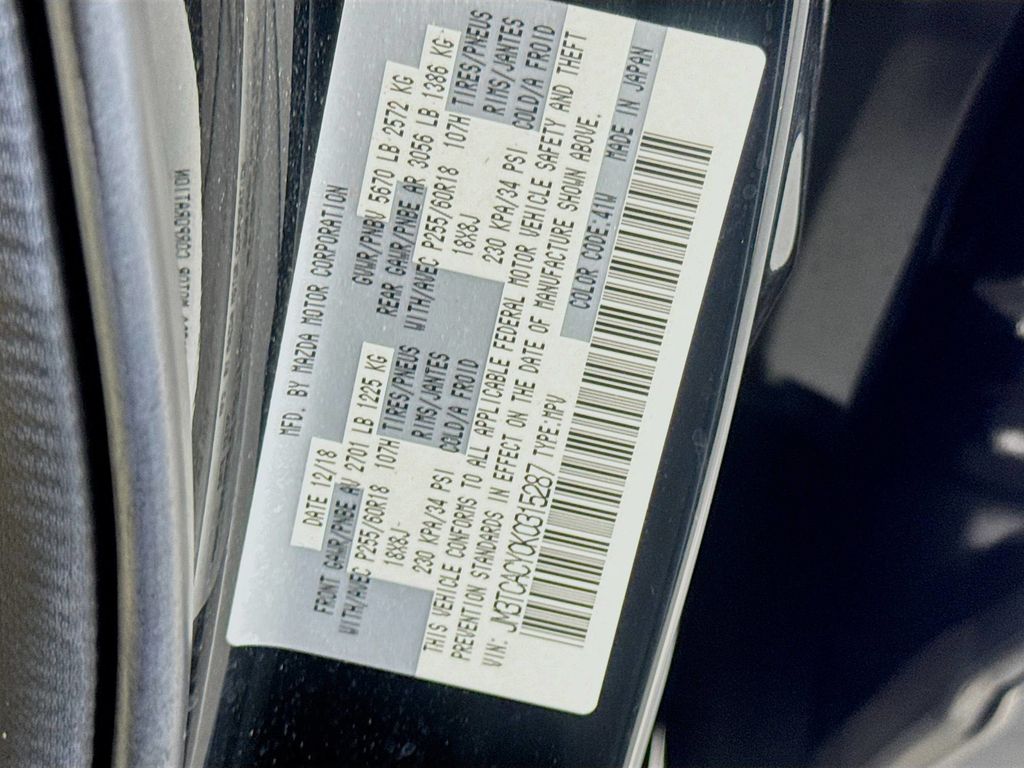 MFD. BY MAZDA MOTOR CORPORATION
DATE 12/18 GVWR/PNBV 5670 LB 2572 KG
FRONT GAWR/PNBE AV 2701 LB 1225 KG REAR GAWR/PNBE AR 3056 LB 1386 KG
WITH/AVEC P255/60R18 107H TIRES/PNEUS WITH/AVEC P255/60R18 107H TIRES/PNEUS
18X8J- RIMS/JANTES 18X8J RIMS/JANTES
230 KPA/34 PSI COLD/A FROID 230 KPA/34 PSI COLD/A FROID
THIS VEHICLE CONFORMS TO ALL APPLICABLE FEDERAL MOTOR VEHICLE SAFETY AND THEFT
PREVENTION STANDARDS IN EFFECT ON THE DATE OF MANUFACTURE SHOWN ABOVE.
VIN: JM3TCACY0K0315287 TYPE:MPV COLOR CODE:41W MADE IN JAPAN